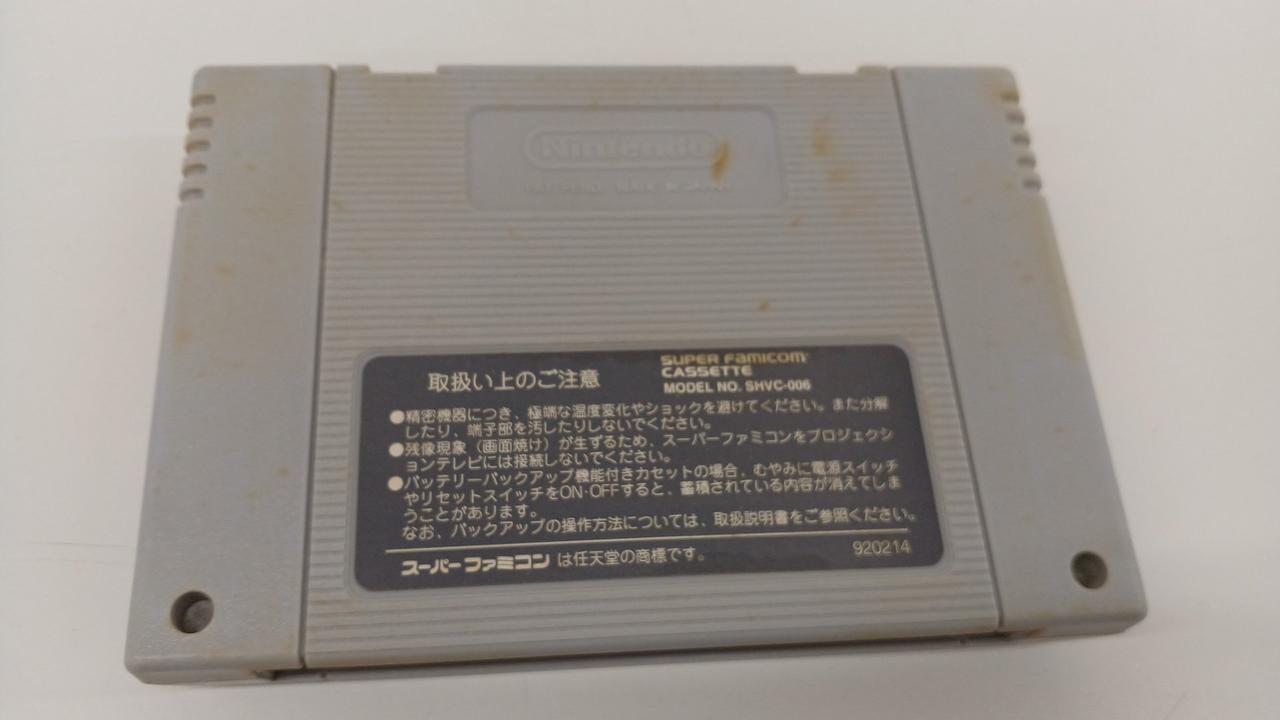 Nintendo
PAT. PEND. MADE IN JAPAN
取扱い上のご注意
SUPER FAMICOM
CASSETTE
MODEL NO. SHVC-006
●精密機器につき、極端な温度変化やショックを避けてください。また分解
したり、端子部を汚したりしないでください。
●残像現象（画面焼け）が生ずるため、スーパーファミコンをプロジェクシ
ョンテレビには接続しないでください。
●バッテリーバックアップ機能付きカセットの場合、むやみに電源スイッチ
やリセットスイッチをON・OFFすると、蓄積されている内容が消えてしま
うことがあります。
なお、バックアップの操作方法については、取扱説明書をご参照ください。
スーパーファミコン は任天堂の商標です。
920214